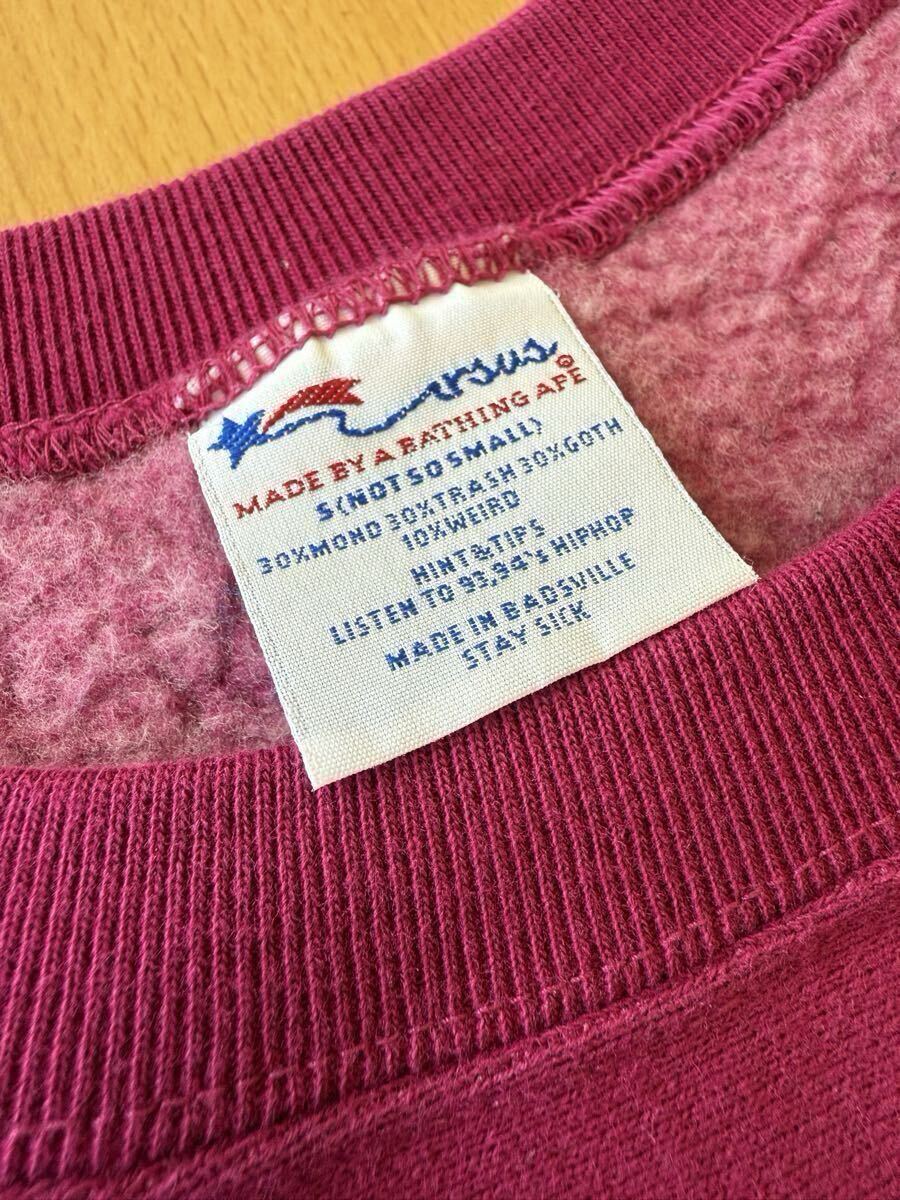 ursus®
MADE BY A BATHING APE
S(NOT SO SMALL)
30%MOND 30%TRASH 30%GOTH
10%WEIRD
HINT&TIPS
LISTEN TO 93,94's HIPHOP
MADE IN BADSVILLE
STAY SICK